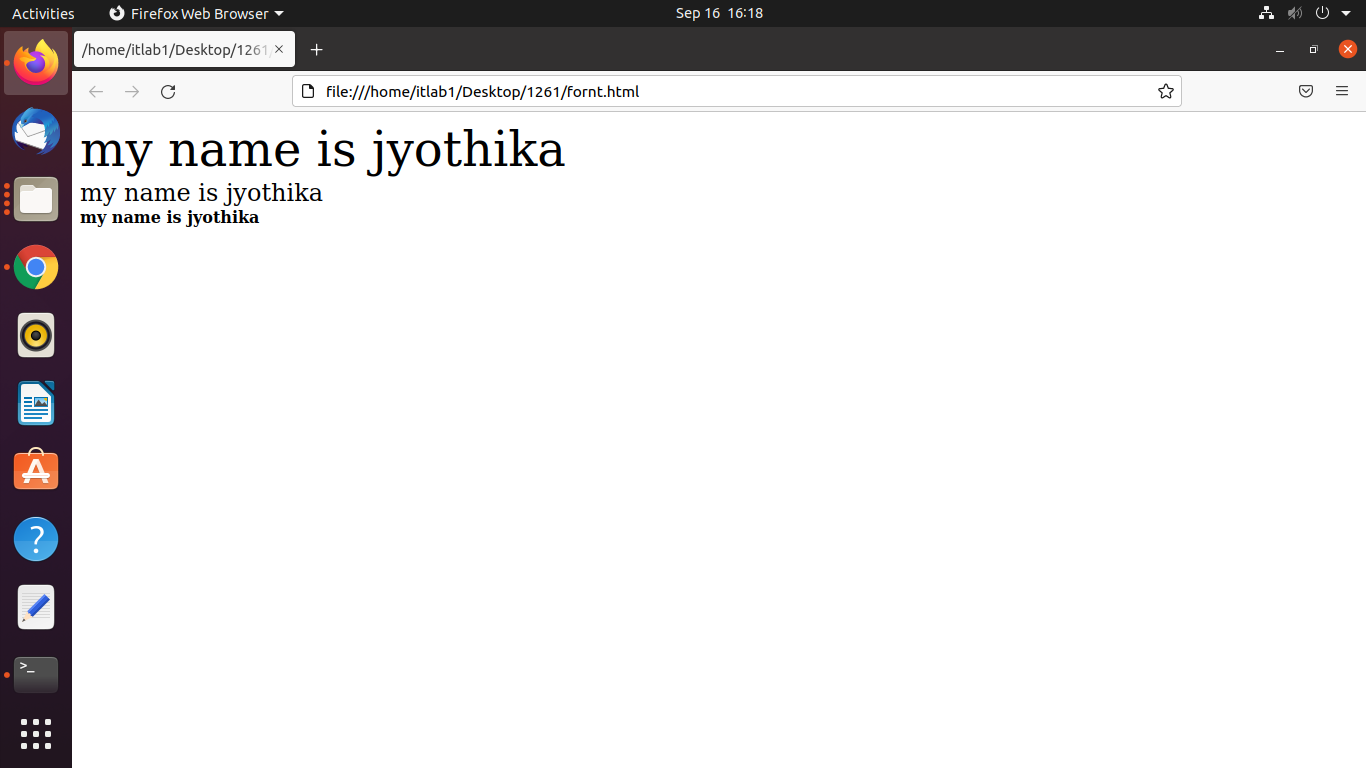 Activities Firefox Web Browser Sep 16 16:18
/home/itlab1/Desktop/1261/
file:///home/itlab1/Desktop/1261/fornt.html
my name is jyothika
my name is jyothika
my name is jyothika